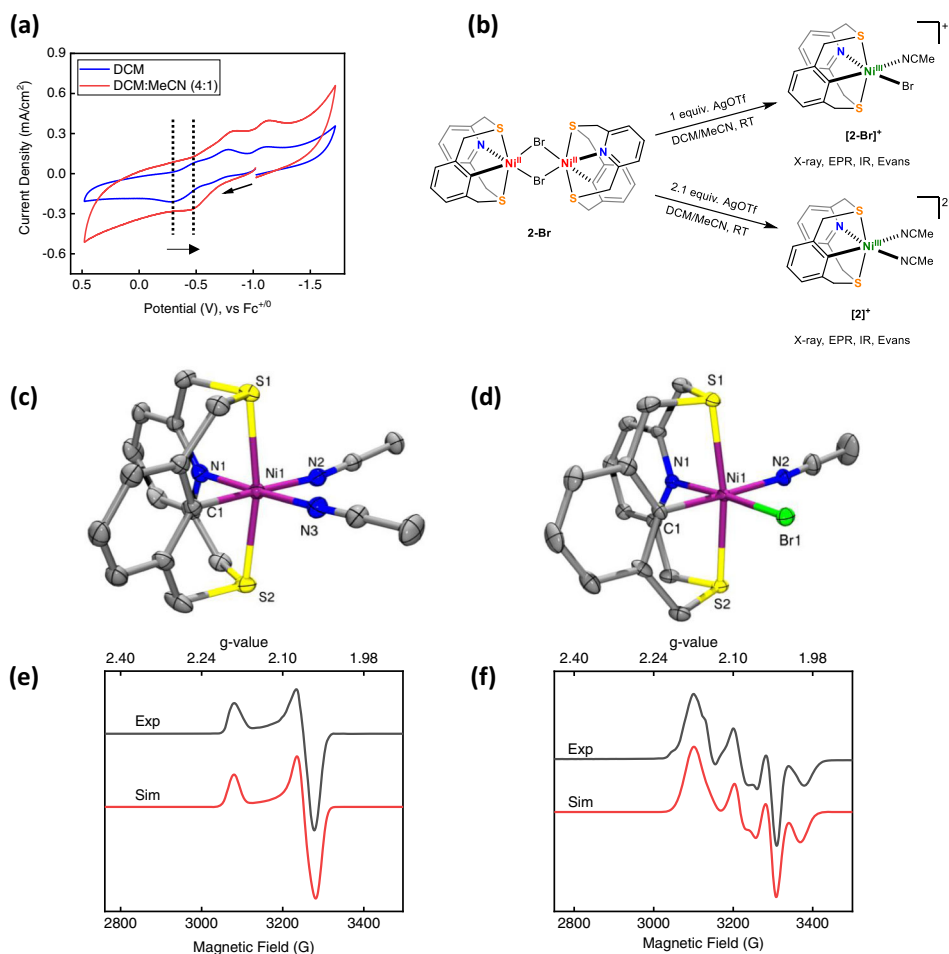 (a)
DCM
DCM:MeCN (4:1)
Current Density (mA/cm²)
0.9
0.6
0.3
0.0
-0.3
-0.6
0.5 0.0 -0.5 -1.0 -1.5
Potential (V), vs Fc⁺/⁰
(b)
S
N
Niᴵᴵ
S
Br
Br
S
Niᴵᴵ
N
S
2-Br
1 equiv. AgOTf
DCM/MeCN, RT
2.1 equiv. AgOTf
DCM/MeCN, RT
S
+
N
Niᴵᴵᴵ
NCMe
Br
S
[2-Br]⁺
X-ray, EPR, IR, Evans
S
2
N
Niᴵᴵᴵ
NCMe
NCMe
S
[2]⁺
X-ray, EPR, IR, Evans
(c)
S1
N1
Ni1
N2
C1
N3
S2
(d)
S1
N1
Ni1
N2
C1
Br1
S2
(e)
g-value
2.40 2.24 2.10 1.98
Exp
Sim
2800 3000 3200 3400
Magnetic Field (G)
(f)
g-value
2.40 2.24 2.10 1.98
Exp
Sim
2800 3000 3200 3400
Magnetic Field (G)